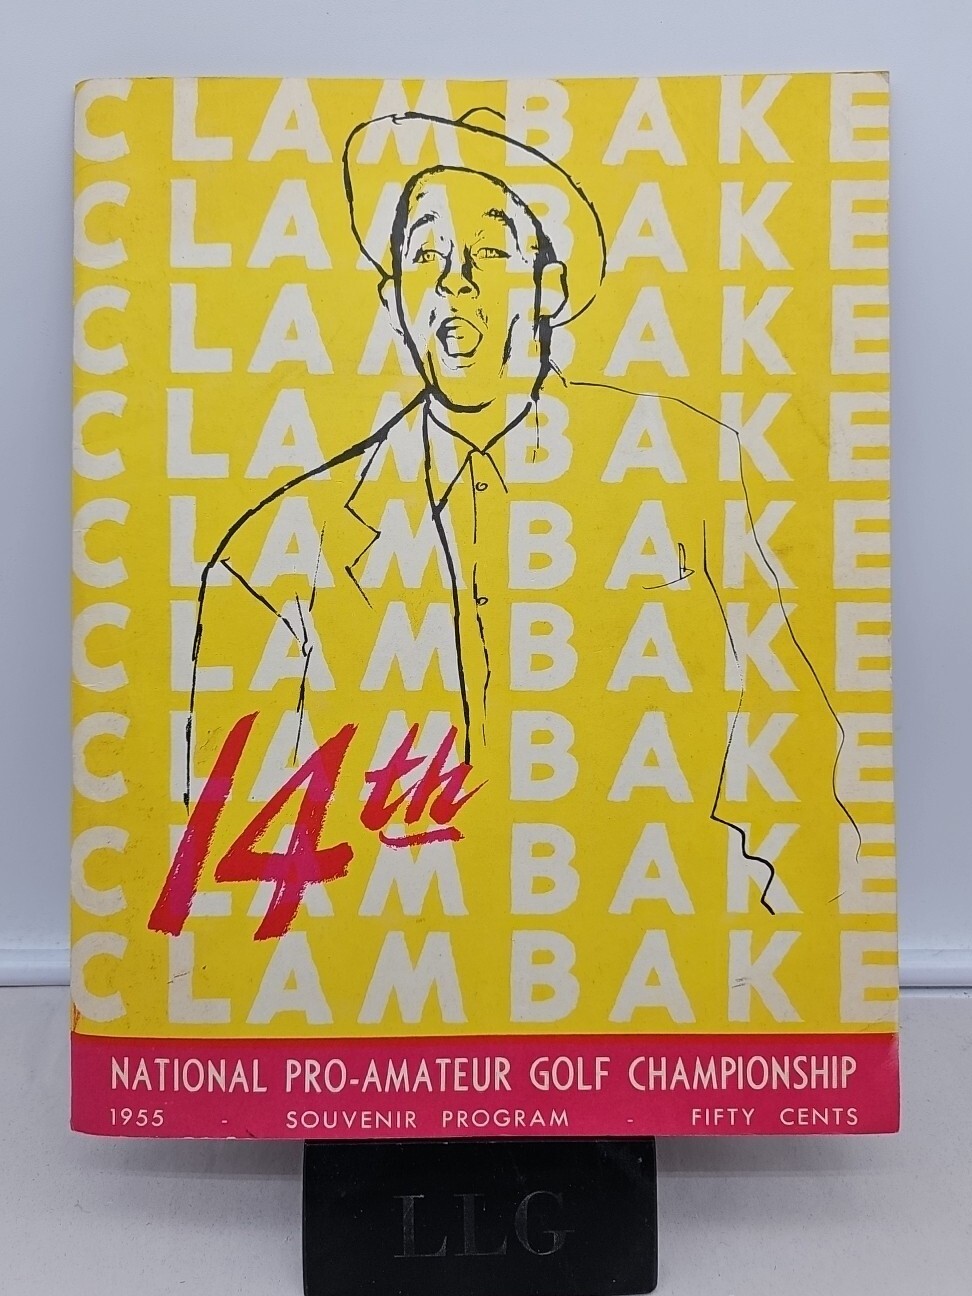 CLAMBAKE
CLAMBAKE
CLAMBAKE
CLAMBAKE
CLAMBAKE
CLAMBAKE
CLAMBAKE
CLAMBAKE
CLAMBAKE
14th
NATIONAL PRO-AMATEUR GOLF CHAMPIONSHIP
1955 - SOUVENIR PROGRAM - FIFTY CENTS
LLG